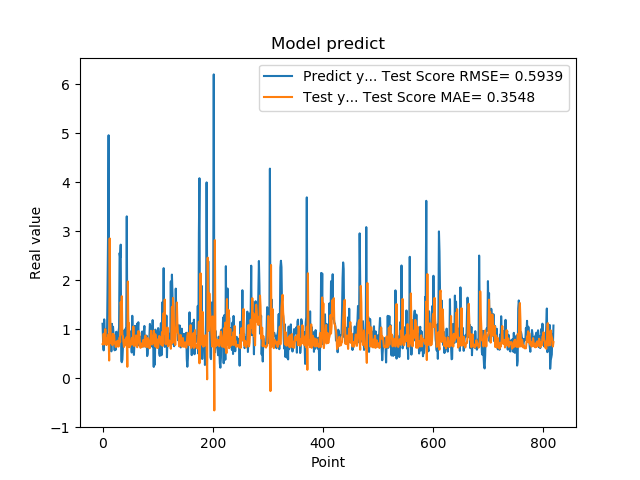 Model predict
Predict y... Test Score RMSE= 0.5939
Test y... Test Score MAE= 0.3548
6
5
4
3
2
1
0
−1
Real value
0 200 400 600 800
Point